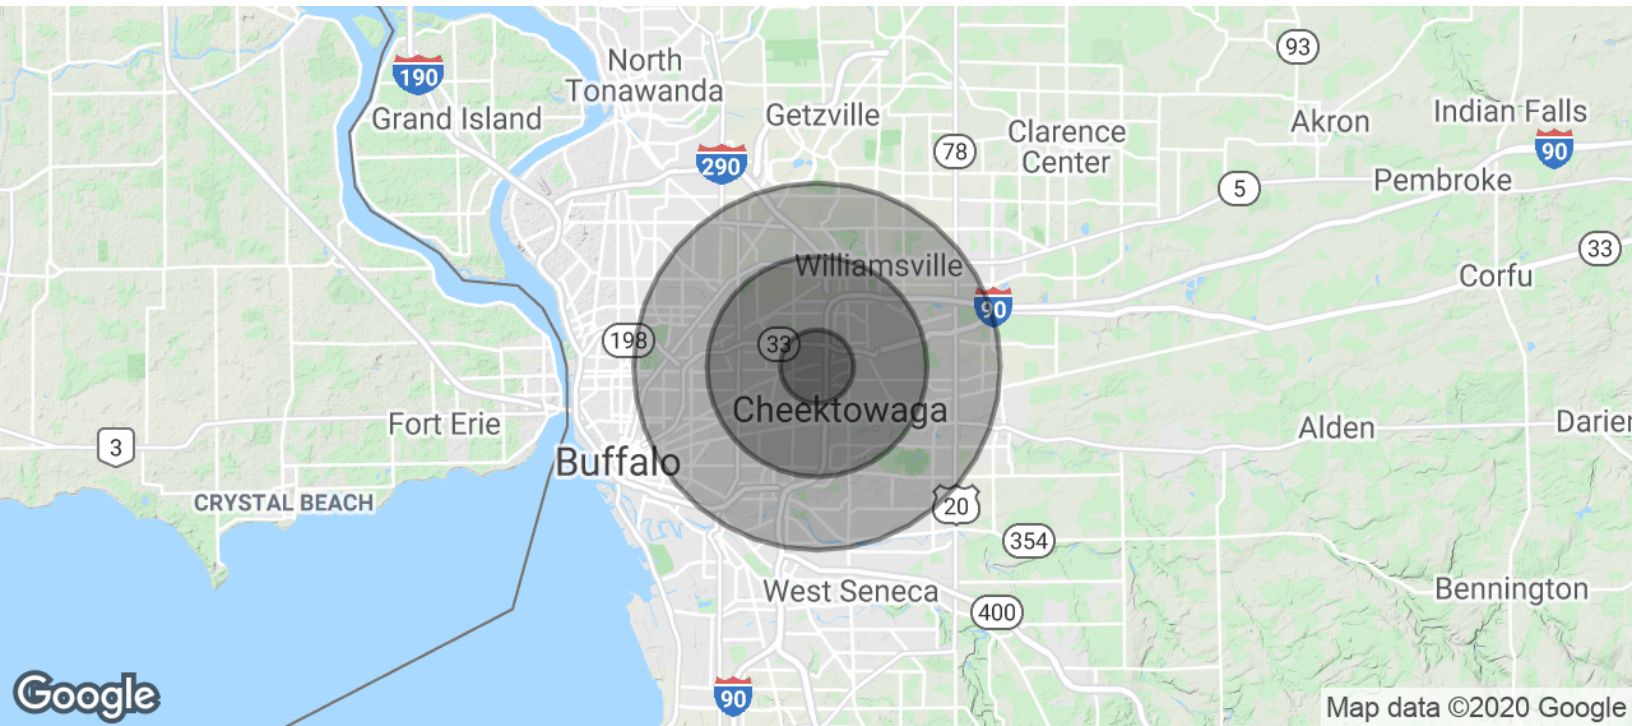 93
190
North
Tonawanda
Grand Island
Getzville
Indian Falls
Akron
Clarence
Center
78
90
290
Pembroke
5
33
Williamsville
Corfu
90
198
33
Cheektowaga
Fort Erie
Alden
Darien
3
Buffalo
CRYSTAL BEACH
20
354
West Seneca
Bennington
400
90
Google
Map data ©2020 Google